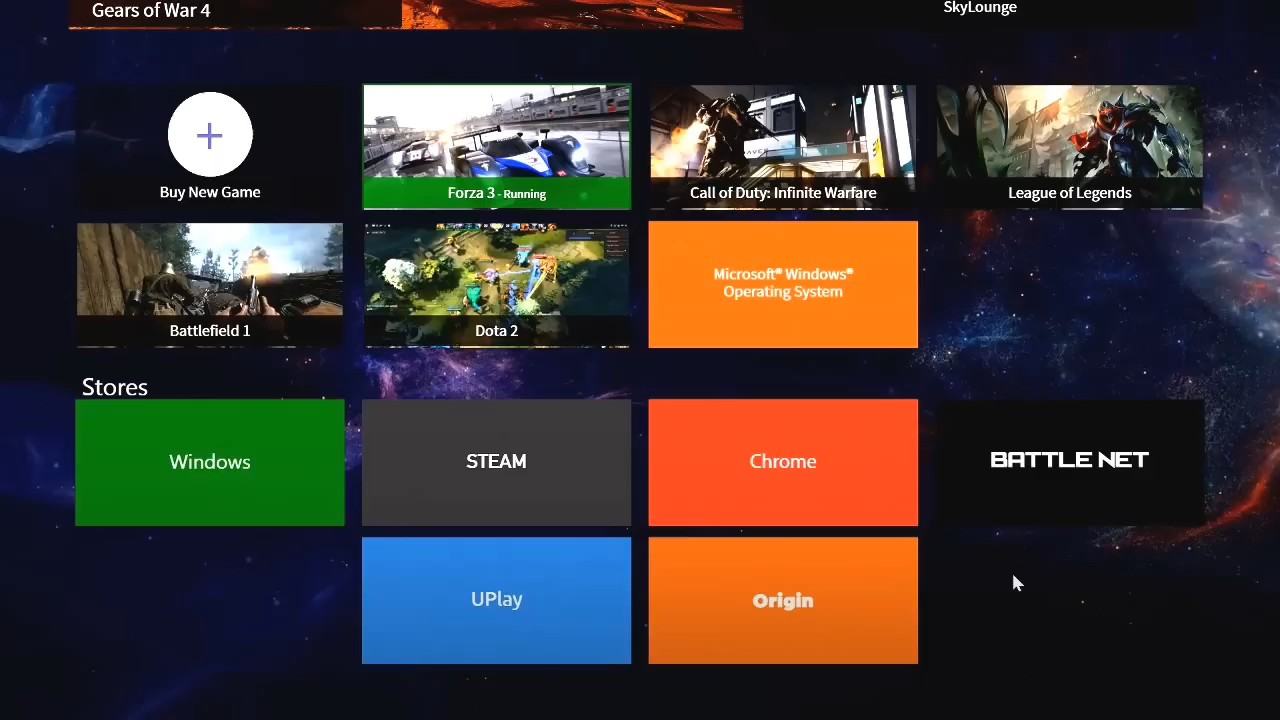 Gears of War 4
SkyLounge
Buy New Game
Forza 3 - Running
Call of Duty: Infinite Warfare
League of Legends
Battlefield 1
Dota 2
Microsoft® Windows®
Operating System
Stores
Windows
STEAM
Chrome
BATTLE NET
UPlay
Origin